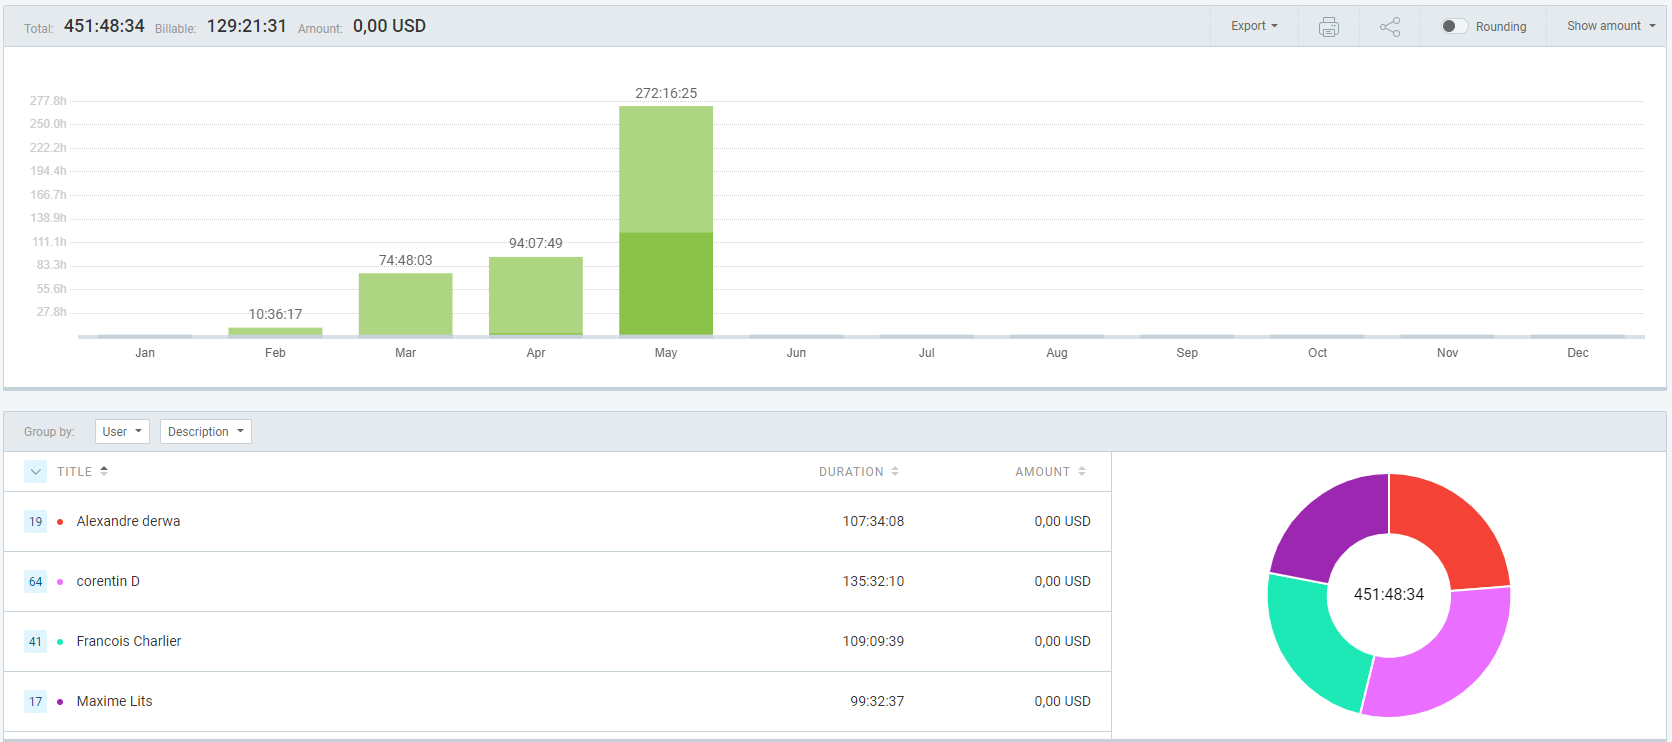 Total: 451:48:34 Billable: 129:21:31 Amount: 0,00 USD Export Rounding Show amount
277.8h
250.0h
222.2h
194.4h
166.7h
138.9h
111.1h
83.3h
55.6h
27.8h
10:36:17
74:48:03
94:07:49
272:16:25
Jan Feb Mar Apr May Jun Jul Aug Sep Oct Nov Dec
Group by: User Description
TITLE DURATION AMOUNT
19 Alexandre derwa 107:34:08 0,00 USD
64 corentin D 135:32:10 0,00 USD
41 Francois Charlier 109:09:39 0,00 USD
17 Maxime Lits 99:32:37 0,00 USD
451:48:34